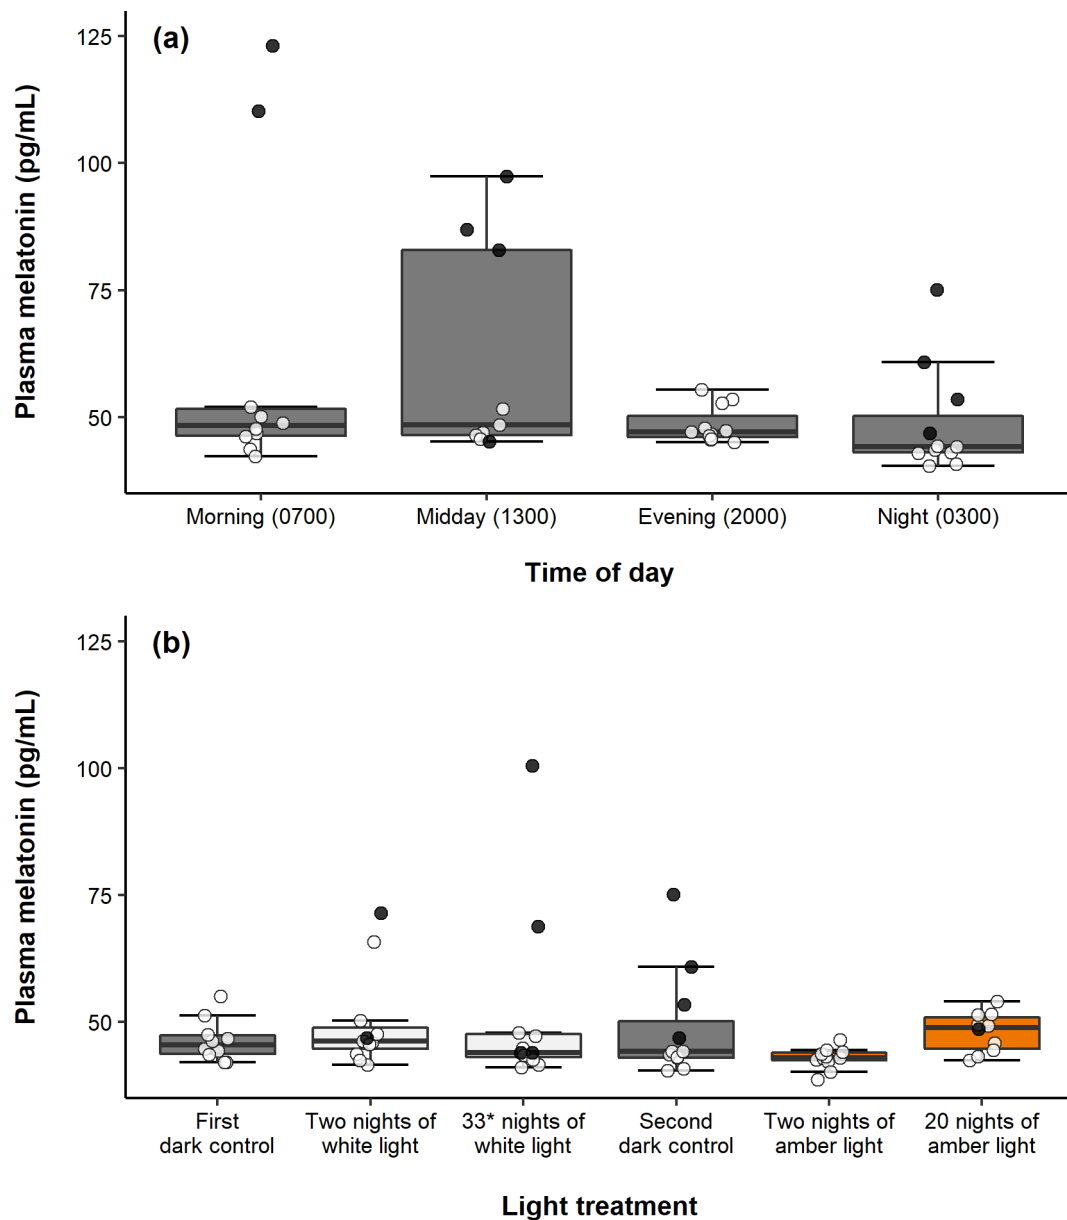 (a)
Plasma melatonin (pg/mL)
125
100
75
50
Morning (0700) Midday (1300) Evening (2000) Night (0300)
Time of day
(b)
Plasma melatonin (pg/mL)
125
100
75
50
First Two nights of 33* nights of Second Two nights of 20 nights of
dark control white light white light dark control amber light amber light
Light treatment